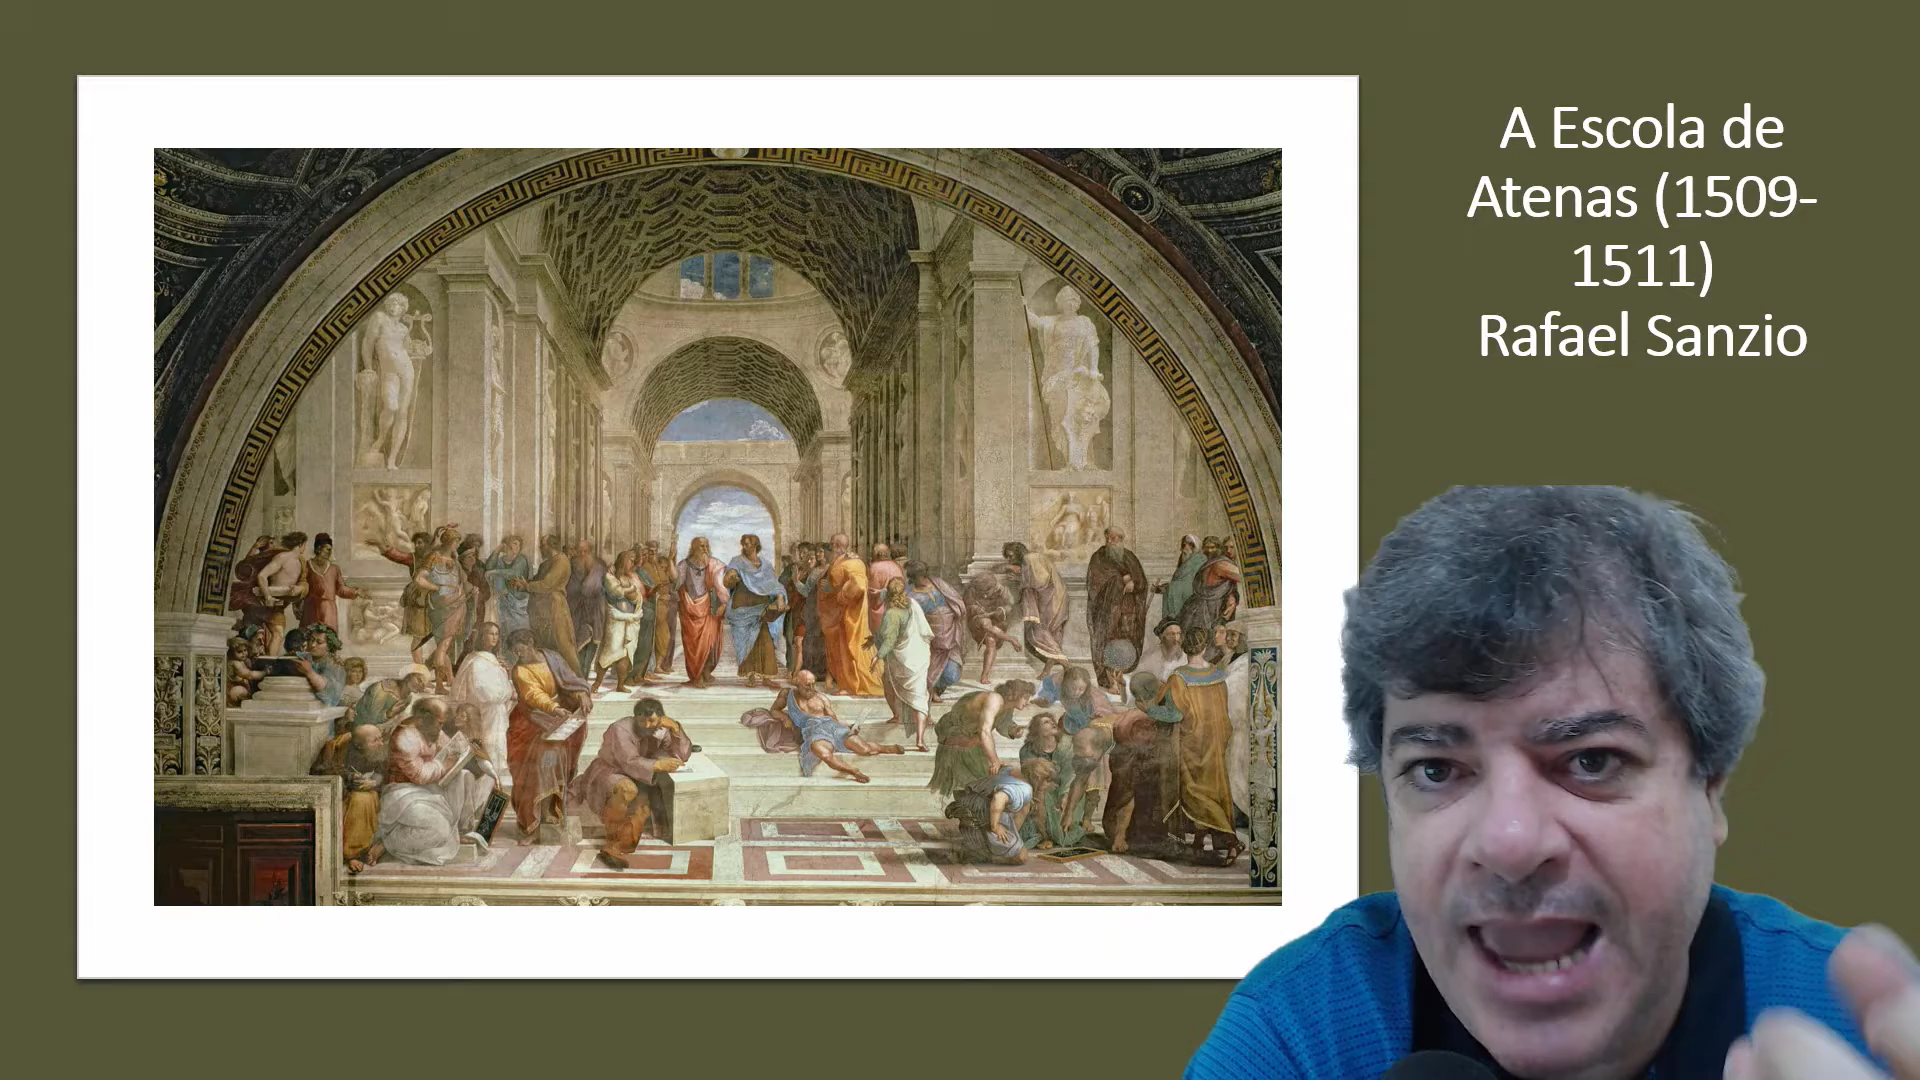 A Escola de
Atenas (1509-
1511)
Rafael Sanzio